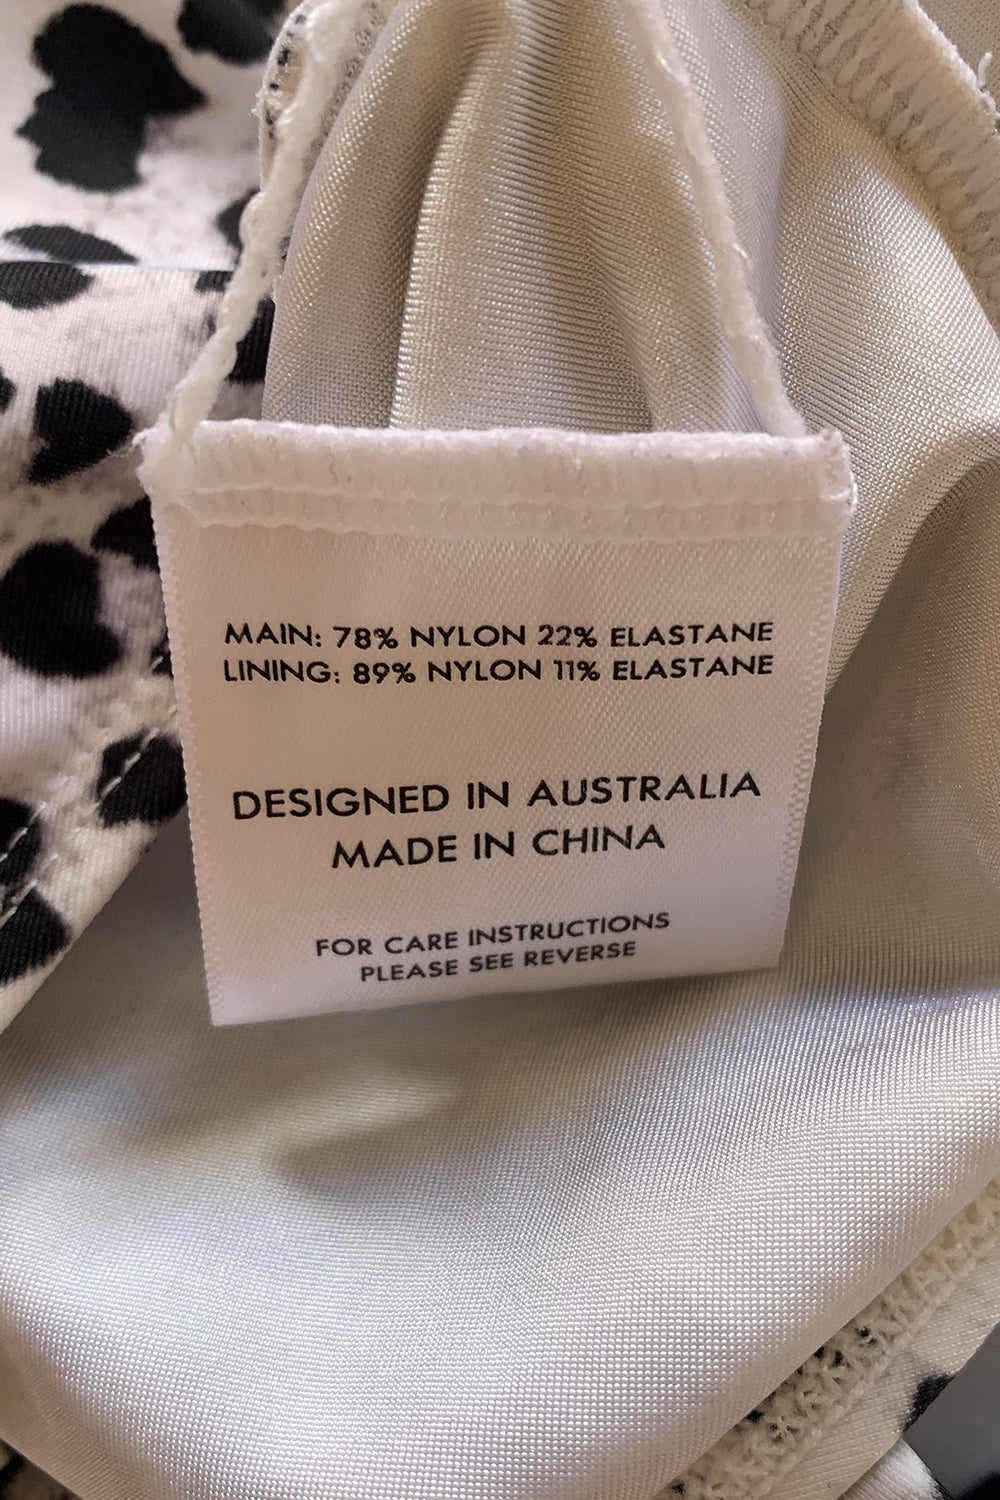 MAIN: 78% NYLON 22% ELASTANE
LINING: 89% NYLON 11% ELASTANE
DESIGNED IN AUSTRALIA
MADE IN CHINA
FOR CARE INSTRUCTIONS
PLEASE SEE REVERSE